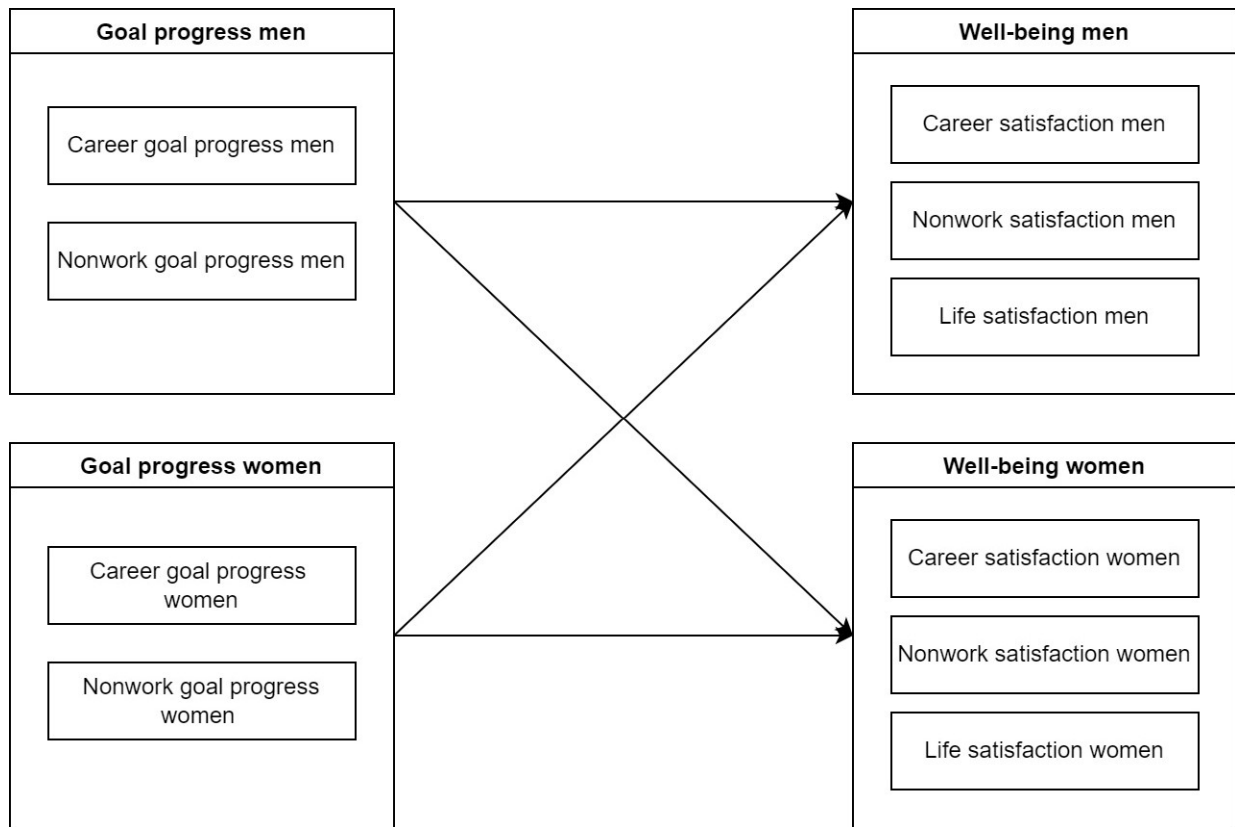 Goal progress men
Career goal progress men
Nonwork goal progress men
Well-being men
Career satisfaction men
Nonwork satisfaction men
Life satisfaction men
Goal progress women
Career goal progress
women
Nonwork goal progress
women
Well-being women
Career satisfaction women
Nonwork satisfaction women
Life satisfaction women